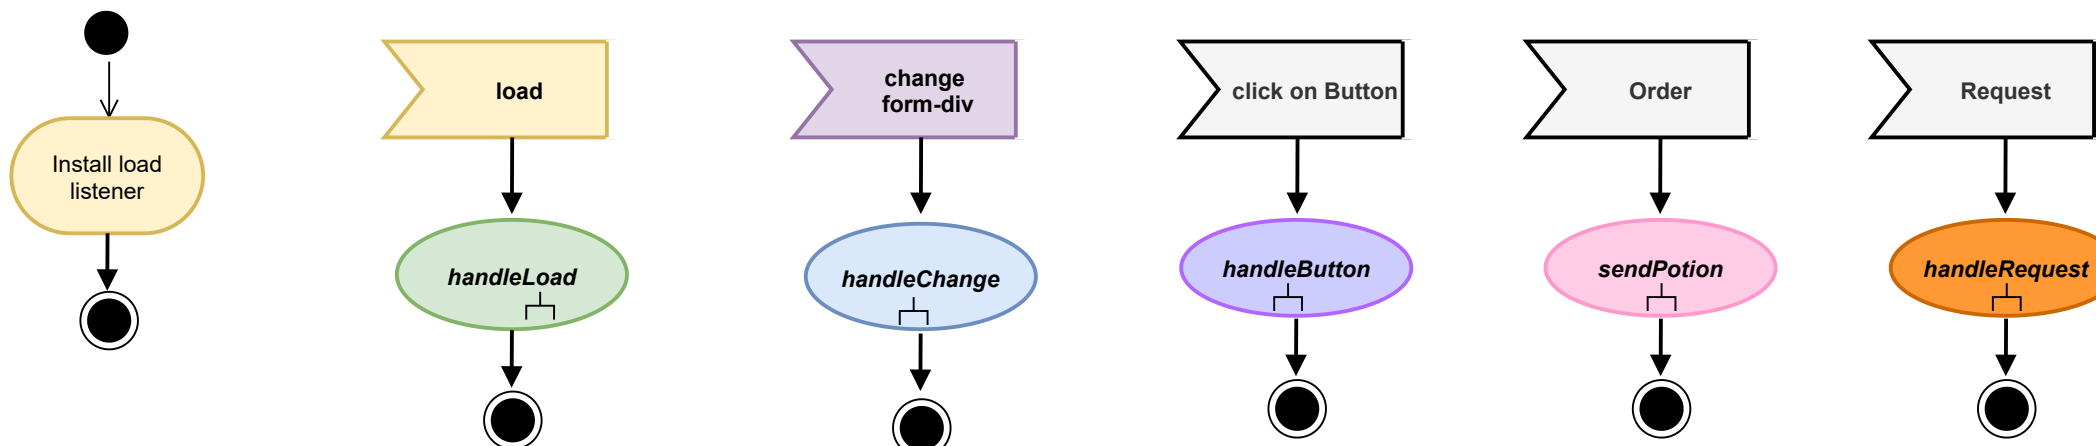 load
change
form-div
click on Button
Order
Request
Install load
listener
handleLoad
handleChange
handleButton
sendPotion
handleRequest